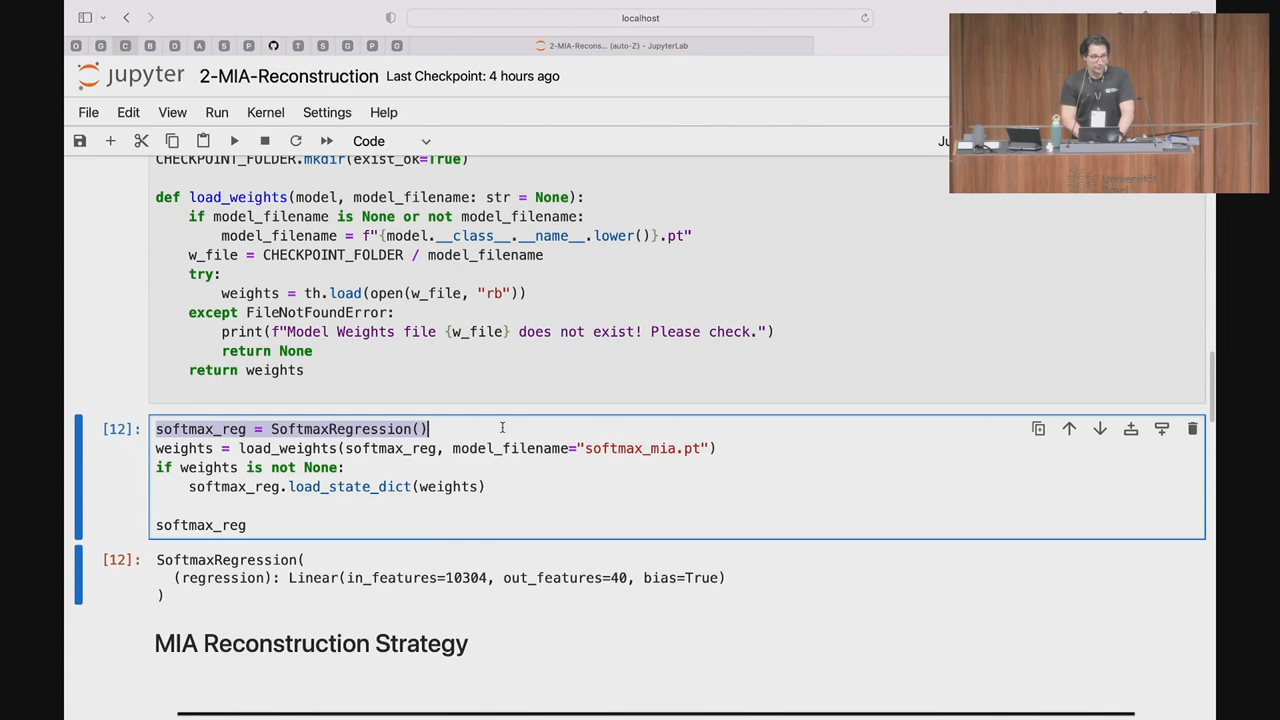 localhost
O G C B D A S P T S G P G 2-MIA-Recons... (auto-Z) - JupyterLab
jupyter 2-MIA-Reconstruction Last Checkpoint: 4 hours ago
File Edit View Run Kernel Settings Help
Code Ju
CHECKPOINT_FOLDER.mkdir(exist_ok=True)
def load_weights(model, model_filename: str = None):
if model_filename is None or not model_filename:
model_filename = f"{model.__class__.__name__.lower()}.pt"
w_file = CHECKPOINT_FOLDER / model_filename
try:
weights = th.load(open(w_file, "rb"))
except FileNotFoundError:
print(f"Model Weights file {w_file} does not exist! Please check.")
return None
return weights
[12]: softmax_reg = SoftmaxRegression()
weights = load_weights(softmax_reg, model_filename="softmax_mia.pt")
if weights is not None:
softmax_reg.load_state_dict(weights)
softmax_reg
[12]: SoftmaxRegression(
(regression): Linear(in_features=10304, out_features=40, bias=True)
)
MIA Reconstruction Strategy
Universität
Basel